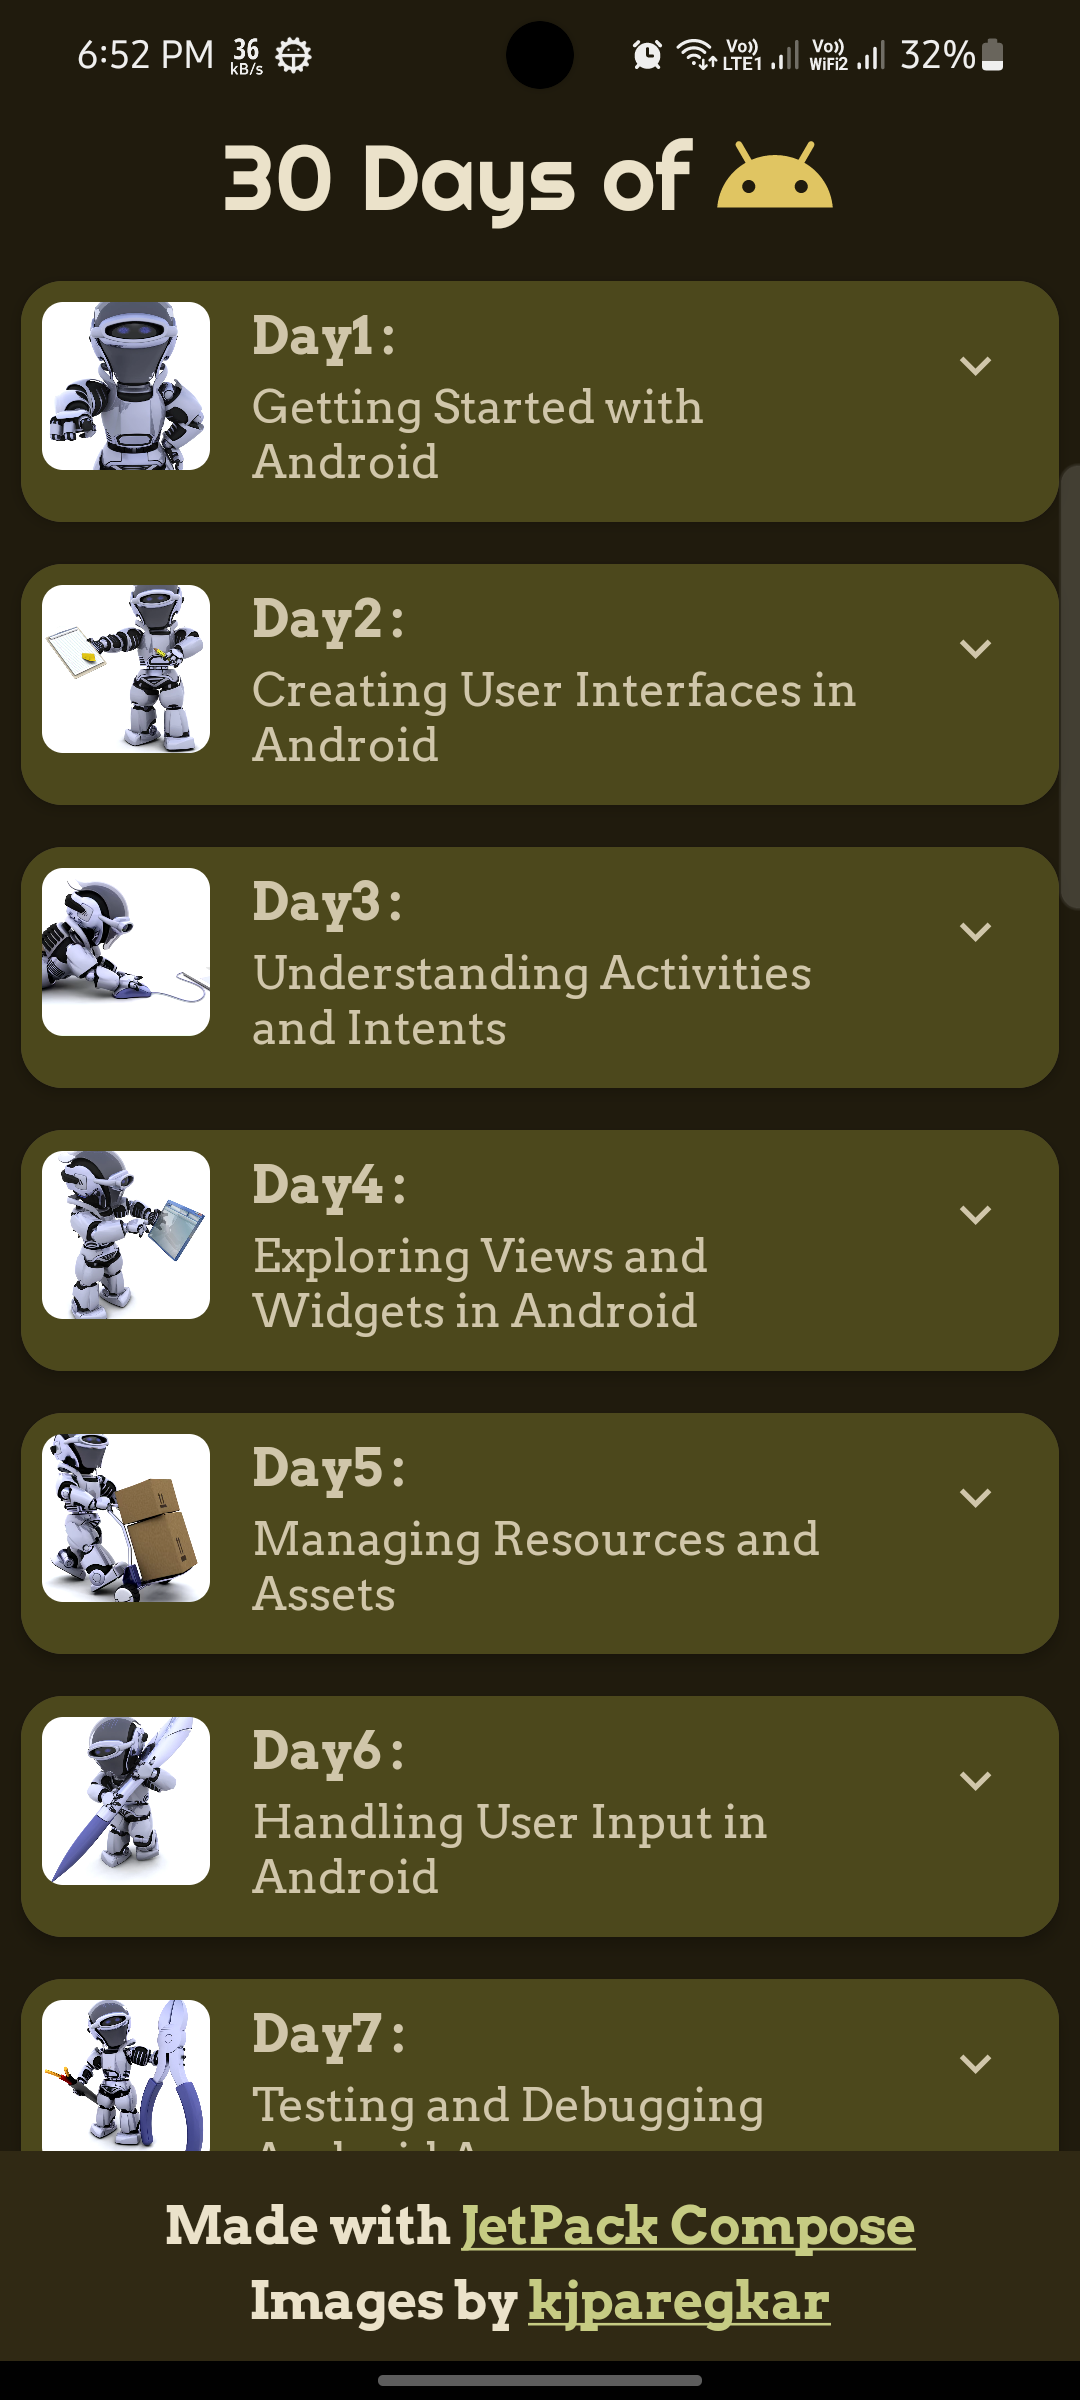 6:52 PM 36 kB/s Vo)) LTE1 Vo)) WiFi2 32%
30 Days of
Day1 :
Getting Started with
Android
Day2 :
Creating User Interfaces in
Android
Day3 :
Understanding Activities
and Intents
Day4 :
Exploring Views and
Widgets in Android
Day5 :
Managing Resources and
Assets
Day6 :
Handling User Input in
Android
Day7 :
Testing and Debugging
Made with JetPack Compose
Images by kjparegkar